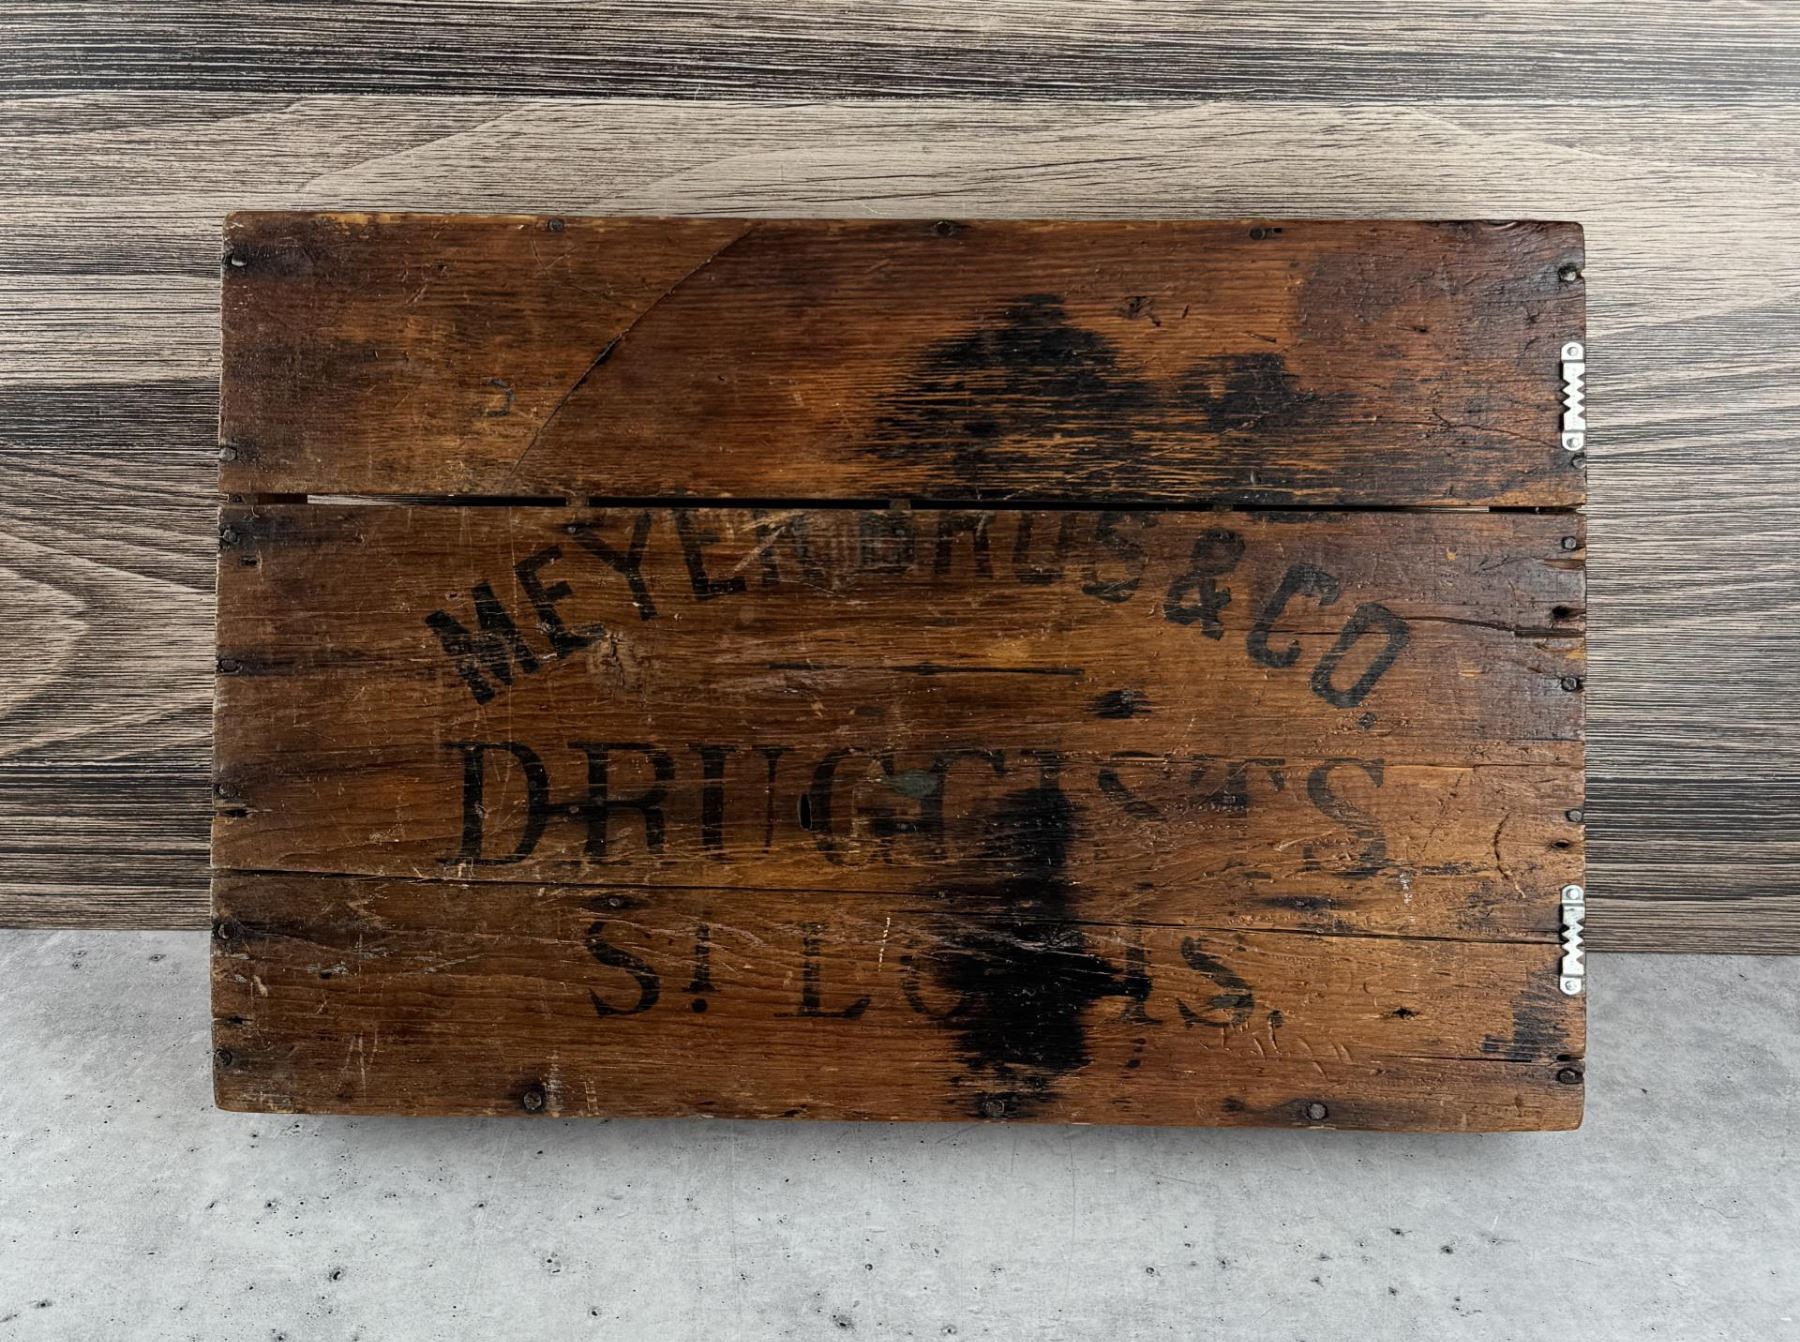 MEYER BROS & CO.
DRUGGISTS
ST LOUIS,